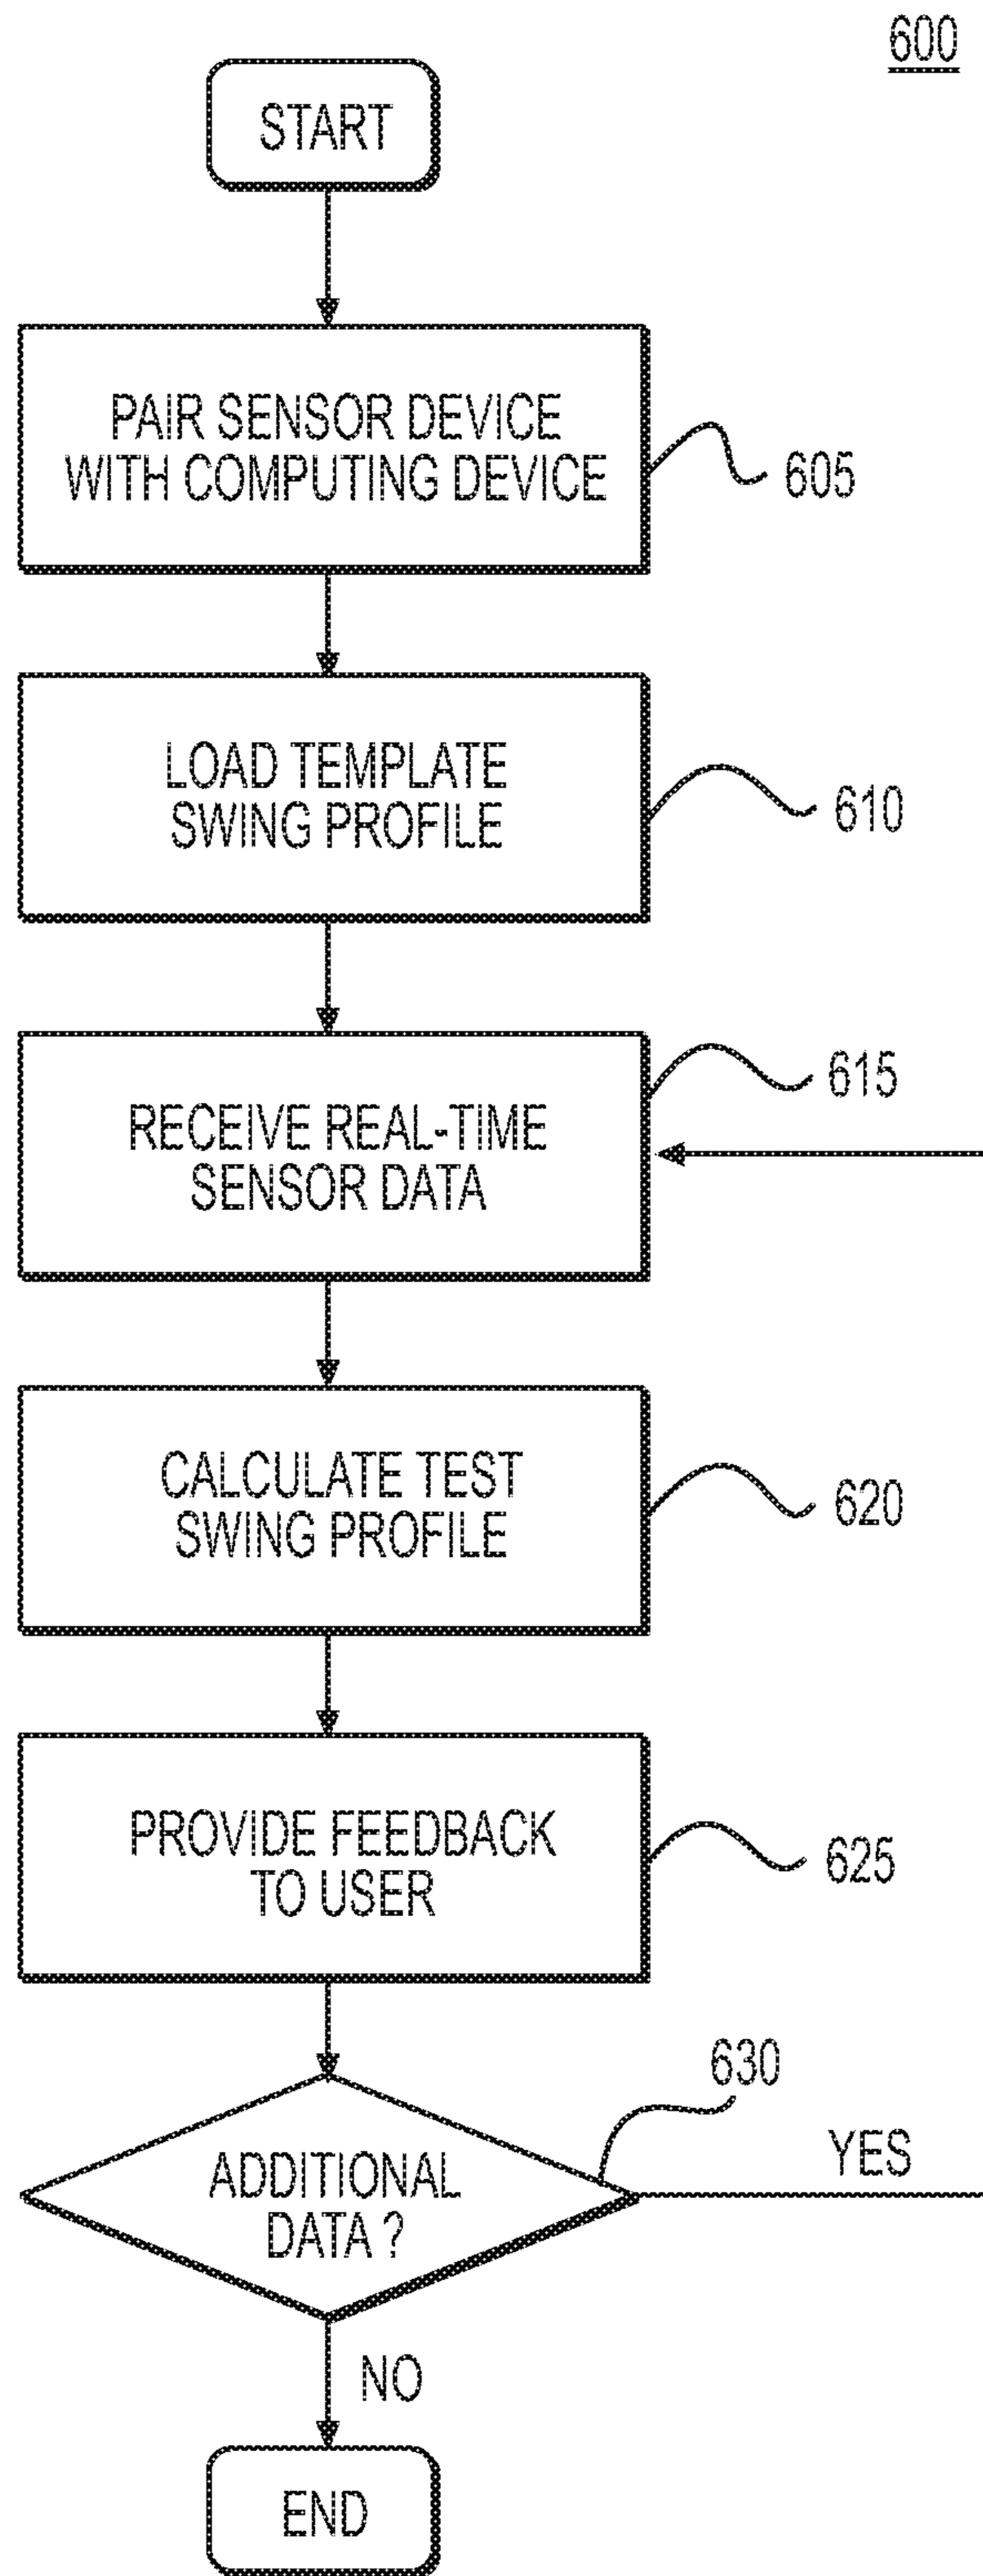 600
START
PAIR SENSOR DEVICE
WITH COMPUTING DEVICE
605
LOAD TEMPLATE
SWING PROFILE
610
RECEIVE REAL-TIME
SENSOR DATA
615
CALCULATE TEST
SWING PROFILE
620
PROVIDE FEEDBACK
TO USER
625
630
ADDITIONAL
DATA ?
YES
NO
END